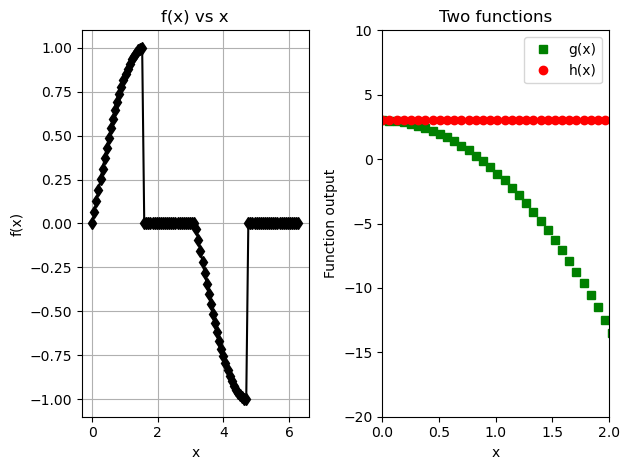 f(x) vs x
1.00
0.75
0.50
0.25
0.00
−0.25
−0.50
−0.75
−1.00
f(x)
0 2 4 6
x
Two functions
10
5
0
−5
−10
−15
−20
Function output
g(x)
h(x)
0.0 0.5 1.0 1.5 2.0
x